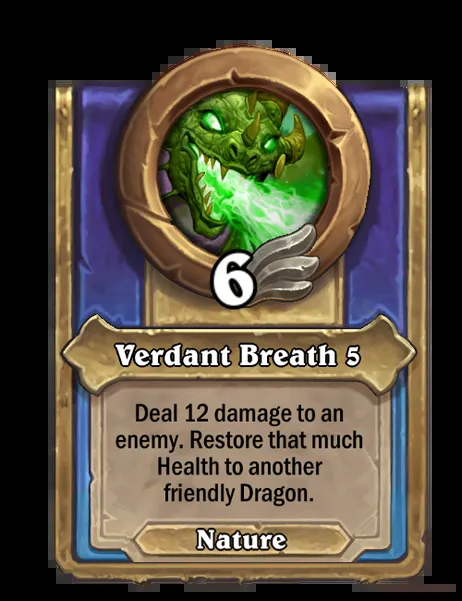 6
Verdant Breath 5
Deal 12 damage to an
enemy. Restore that much
Health to another
friendly Dragon.
Nature